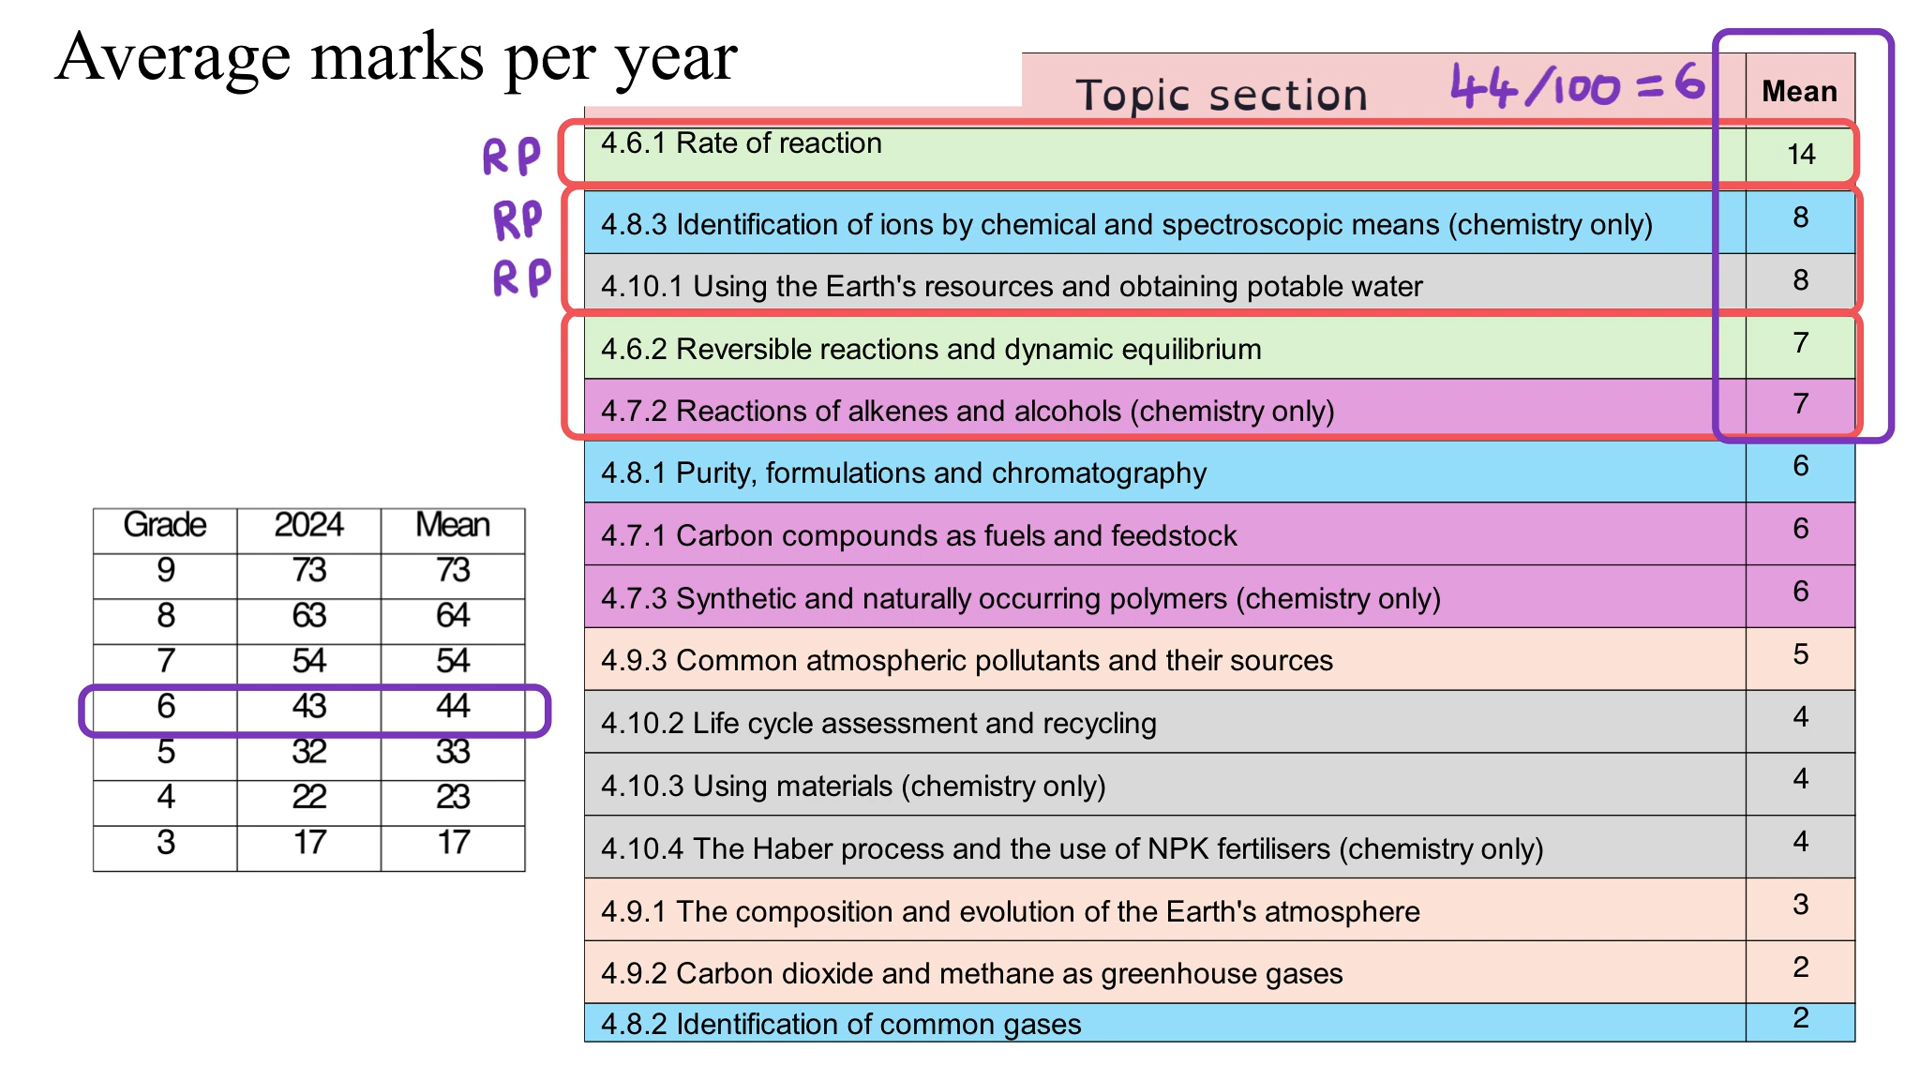 Average marks per year
Topic section 44/100 = 6 Mean
RP 4.6.1 Rate of reaction 14
RP 4.8.3 Identification of ions by chemical and spectroscopic means (chemistry only) 8
RP 4.10.1 Using the Earth's resources and obtaining potable water 8
4.6.2 Reversible reactions and dynamic equilibrium 7
4.7.2 Reactions of alkenes and alcohols (chemistry only) 7
4.8.1 Purity, formulations and chromatography 6
4.7.1 Carbon compounds as fuels and feedstock 6
4.7.3 Synthetic and naturally occurring polymers (chemistry only) 6
4.9.3 Common atmospheric pollutants and their sources 5
4.10.2 Life cycle assessment and recycling 4
4.10.3 Using materials (chemistry only) 4
4.10.4 The Haber process and the use of NPK fertilisers (chemistry only) 4
4.9.1 The composition and evolution of the Earth's atmosphere 3
4.9.2 Carbon dioxide and methane as greenhouse gases 2
4.8.2 Identification of common gases 2
Grade 2024 Mean
9 73 73
8 63 64
7 54 54
6 43 44
5 32 33
4 22 23
3 17 17